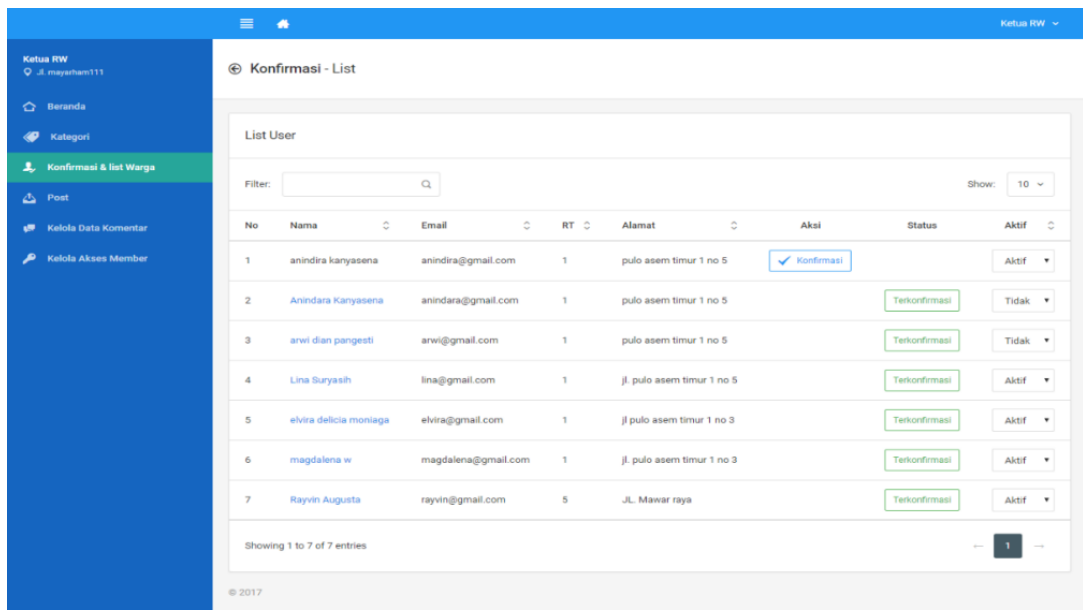 Ketua RW
Ketua RW
Jl. mayarham111
Konfirmasi - List
Beranda
Kategori
Konfirmasi & list Warga
Post
Kelola Data Komentar
Kelola Akses Member
List User
Filter: Show: 10
No Nama Email RT Alamat Aksi Status Aktif
1 anindira kanyasena anindira@gmail.com 1 pulo asem timur 1 no 5 Konfirmasi Aktif
2 Anindara Kanyasena anindara@gmail.com 1 pulo asem timur 1 no 5 Terkonfirmasi Tidak
3 arwi dian pangesti arwi@gmail.com 1 pulo asem timur 1 no 5 Terkonfirmasi Tidak
4 Lina Suryasih lina@gmail.com 1 jl. pulo asem timur 1 no 5 Terkonfirmasi Aktif
5 elvira delicia moniaga elvira@gmail.com 1 jl pulo asem timur 1 no 3 Terkonfirmasi Aktif
6 magdalena w magdalena@gmail.com 1 jl. pulo asem timur 1 no 3 Terkonfirmasi Aktif
7 Rayvin Augusta rayvin@gmail.com 5 JL. Mawar raya Terkonfirmasi Aktif
Showing 1 to 7 of 7 entries ← 1 →
© 2017